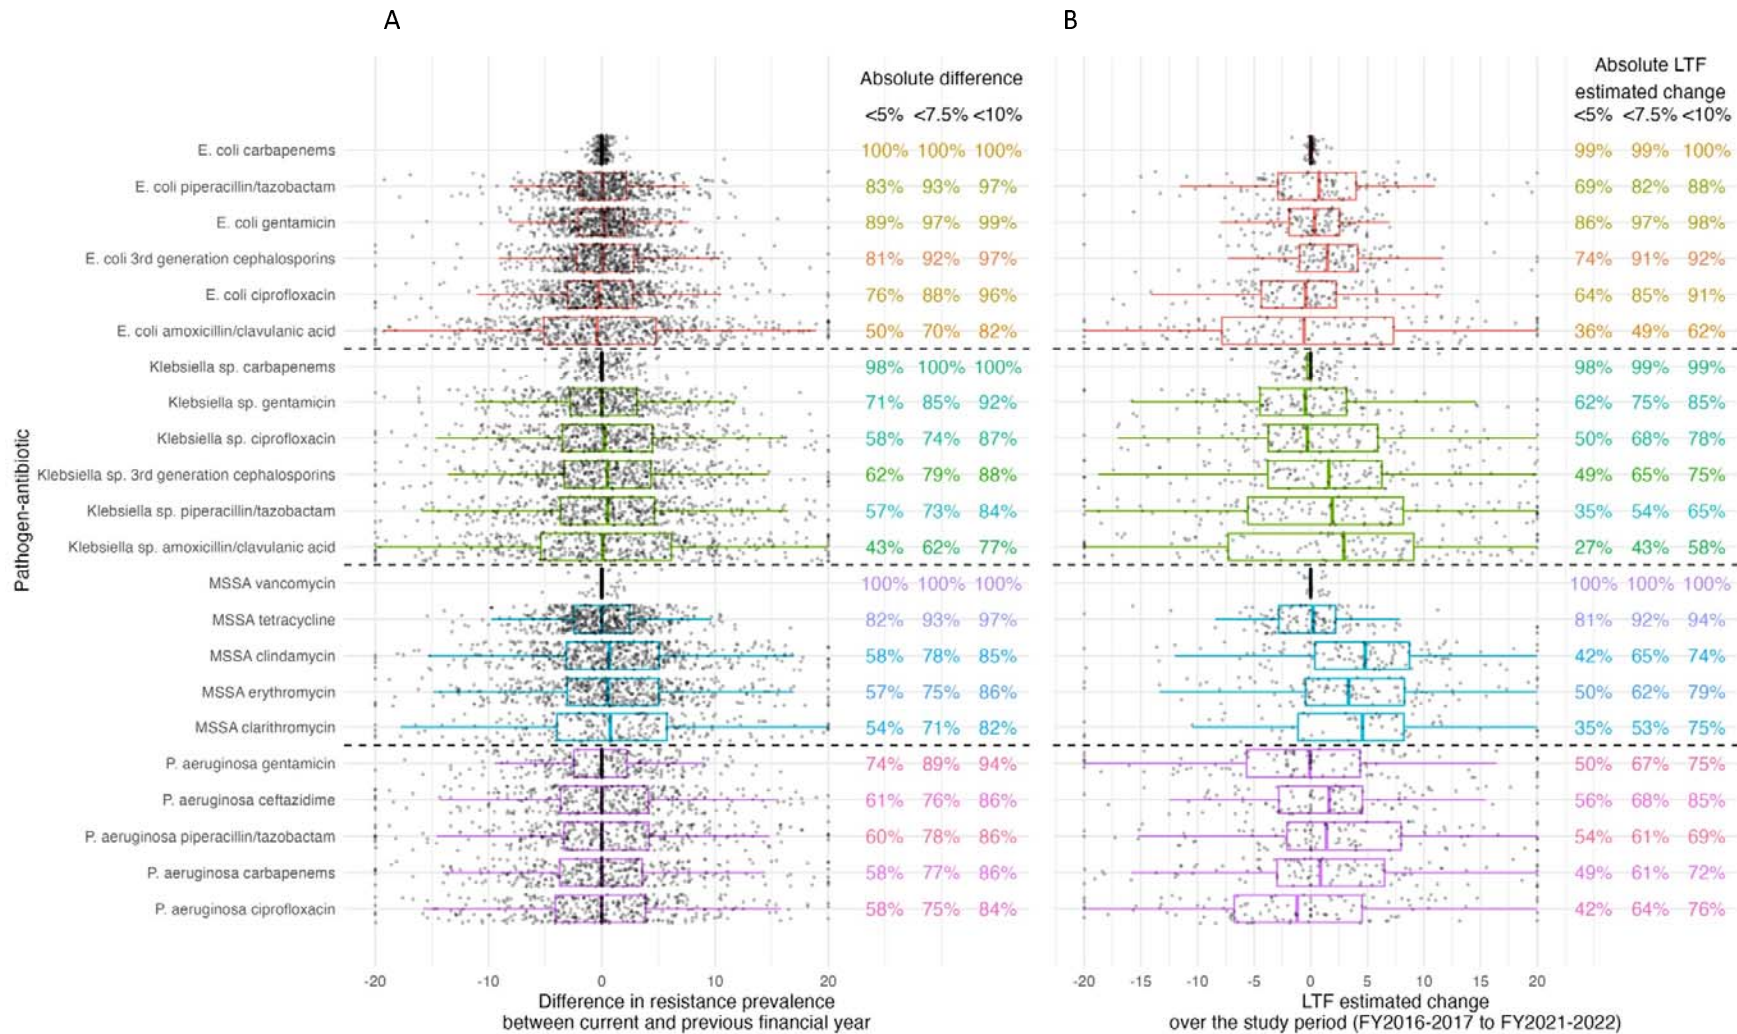 A
B
Absolute difference
<5% <7.5% <10%
Absolute LTF
estimated change
<5% <7.5% <10%
E. coli carbapenems 100% 100% 100% 99% 99% 100%
E. coli piperacillin/tazobactam 83% 93% 97% 69% 82% 88%
E. coli gentamicin 89% 97% 99% 86% 97% 98%
E. coli 3rd generation cephalosporins 81% 92% 97% 74% 91% 92%
E. coli ciprofloxacin 76% 88% 96% 64% 85% 91%
E. coli amoxicillin/clavulanic acid 50% 70% 82% 36% 49% 62%
Klebsiella sp. carbapenems 98% 100% 100% 98% 99% 99%
Klebsiella sp. gentamicin 71% 85% 92% 62% 75% 85%
Klebsiella sp. ciprofloxacin 58% 74% 87% 50% 68% 78%
Klebsiella sp. 3rd generation cephalosporins 62% 79% 88% 49% 65% 75%
Klebsiella sp. piperacillin/tazobactam 57% 73% 84% 35% 54% 65%
Klebsiella sp. amoxicillin/clavulanic acid 43% 62% 77% 27% 43% 58%
MSSA vancomycin 100% 100% 100% 100% 100% 100%
MSSA tetracycline 82% 93% 97% 81% 92% 94%
MSSA clindamycin 58% 78% 85% 42% 65% 74%
MSSA erythromycin 57% 75% 86% 50% 62% 79%
MSSA clarithromycin 54% 71% 82% 35% 53% 75%
P. aeruginosa gentamicin 74% 89% 94% 50% 67% 75%
P. aeruginosa ceftazidime 61% 76% 86% 56% 68% 85%
P. aeruginosa piperacillin/tazobactam 60% 78% 86% 54% 61% 69%
P. aeruginosa carbapenems 58% 77% 86% 49% 61% 72%
P. aeruginosa ciprofloxacin 58% 75% 84% 42% 64% 76%
Pathogen-antibiotic
-20 -10 0 10 20
Difference in resistance prevalence
between current and previous financial year
-20 -15 -10 -5 0 5 10 15 20
LTF estimated change
over the study period (FY2016-2017 to FY2021-2022)